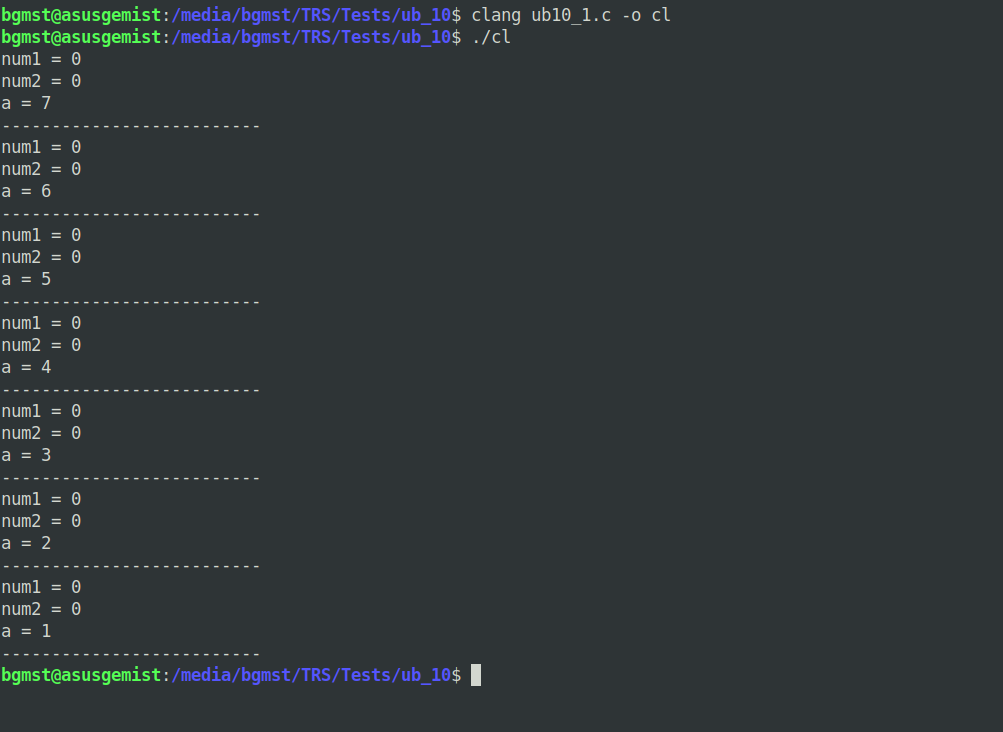 bgmst@asusgemist:/media/bgmst/TRS/Tests/ub_10$ clang ub10_1.c -o cl
bgmst@asusgemist:/media/bgmst/TRS/Tests/ub_10$ ./cl
num1 = 0
num2 = 0
a = 7
--------------------------
num1 = 0
num2 = 0
a = 6
--------------------------
num1 = 0
num2 = 0
a = 5
--------------------------
num1 = 0
num2 = 0
a = 4
--------------------------
num1 = 0
num2 = 0
a = 3
--------------------------
num1 = 0
num2 = 0
a = 2
--------------------------
num1 = 0
num2 = 0
a = 1
--------------------------
bgmst@asusgemist:/media/bgmst/TRS/Tests/ub_10$